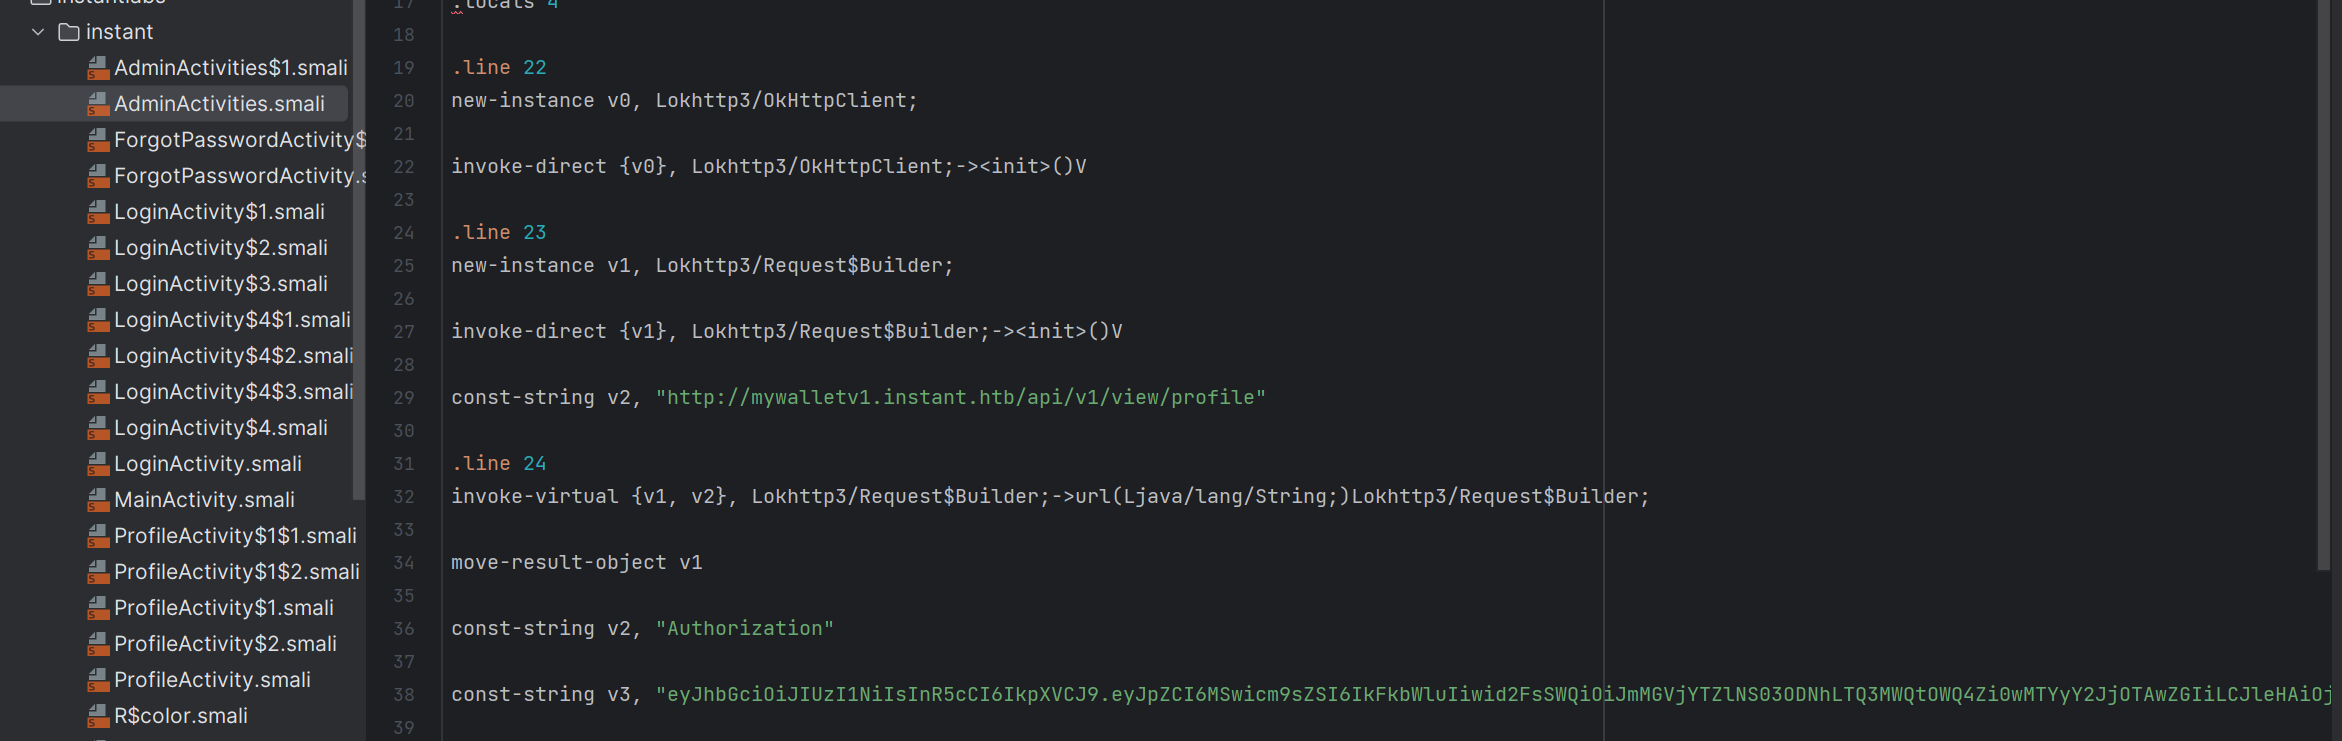 instantlabs
instant
AdminActivities$1.smali
AdminActivities.smali
ForgotPasswordActivity$
ForgotPasswordActivity.s
LoginActivity$1.smali
LoginActivity$2.smali
LoginActivity$3.smali
LoginActivity$4$1.smali
LoginActivity$4$2.smali
LoginActivity$4$3.smali
LoginActivity$4.smali
LoginActivity.smali
MainActivity.smali
ProfileActivity$1$1.smali
ProfileActivity$1$2.smali
ProfileActivity$1.smali
ProfileActivity$2.smali
ProfileActivity.smali
R$color.smali
17 .locals 4
18
19 .line 22
20 new-instance v0, Lokhttp3/OkHttpClient;
21
22 invoke-direct {v0}, Lokhttp3/OkHttpClient;-><init>()V
23
24 .line 23
25 new-instance v1, Lokhttp3/Request$Builder;
26
27 invoke-direct {v1}, Lokhttp3/Request$Builder;-><init>()V
28
29 const-string v2, "http://mywalletv1.instant.htb/api/v1/view/profile"
30
31 .line 24
32 invoke-virtual {v1, v2}, Lokhttp3/Request$Builder;->url(Ljava/lang/String;)Lokhttp3/Request$Builder;
33
34 move-result-object v1
35
36 const-string v2, "Authorization"
37
38 const-string v3, "eyJhbGciOiJIUzI1NiIsInR5cCI6IkpXVCJ9.eyJpZCI6MSwicm9sZSI6IkFkbWluIiwid2FsSWQiOiJmMGVjYTZlNS03ODNhLTQ3MWQtOWQ4Zi0wMTYyY2JjOTAwZGIiLCJleHAiOj
39